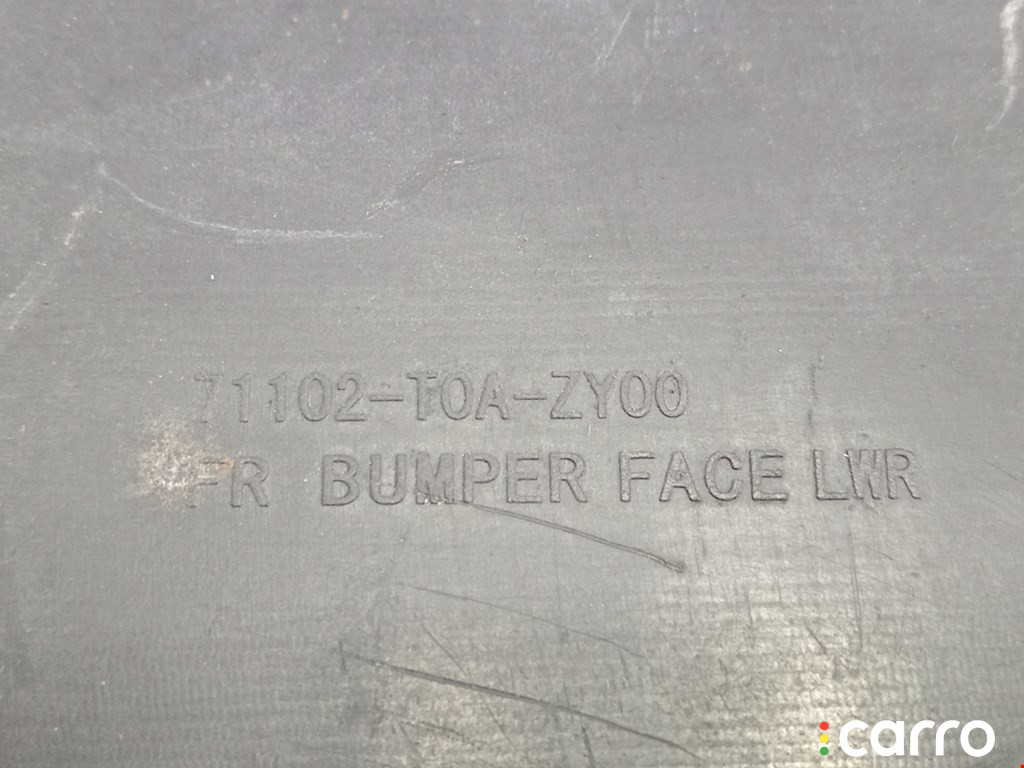 71102-T0A-ZY00
FR BUMPER FACE LWR
carro